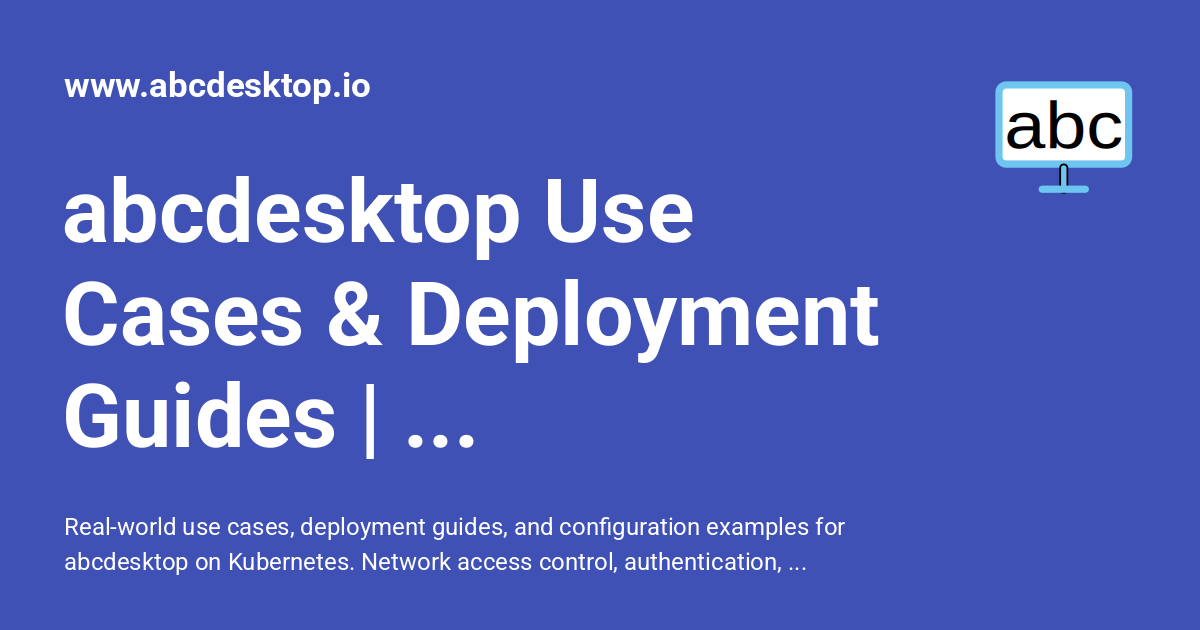 www.abcdesktop.io
abc
abcdesktop Use
Cases & Deployment
Guides | ...
Real-world use cases, deployment guides, and configuration examples for
abcdesktop on Kubernetes. Network access control, authentication, ...